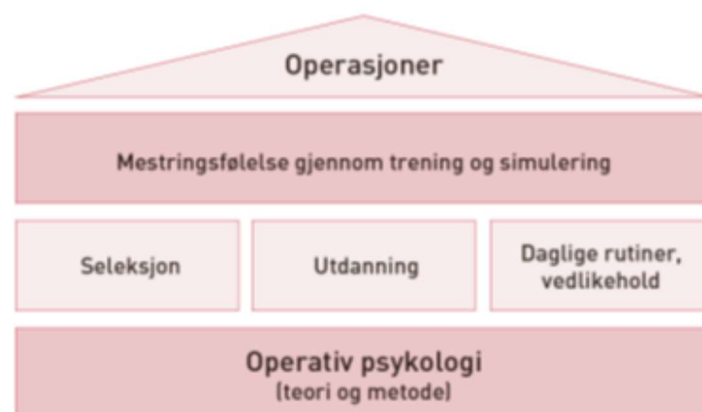 Operasjoner
Mestringsfølelse gjennom trening og simulering
Seleksjon
Utdanning
Daglige rutiner,
vedlikehold
Operativ psykologi
(teori og metode)